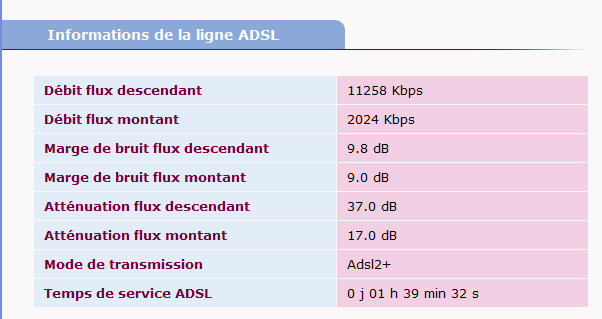 Informations de la ligne ADSL
Débit flux descendant 11258 Kbps
Débit flux montant 2024 Kbps
Marge de bruit flux descendant 9.8 dB
Marge de bruit flux montant 9.0 dB
Atténuation flux descendant 37.0 dB
Atténuation flux montant 17.0 dB
Mode de transmission Adsl2+
Temps de service ADSL 0 j 01 h 39 min 32 s